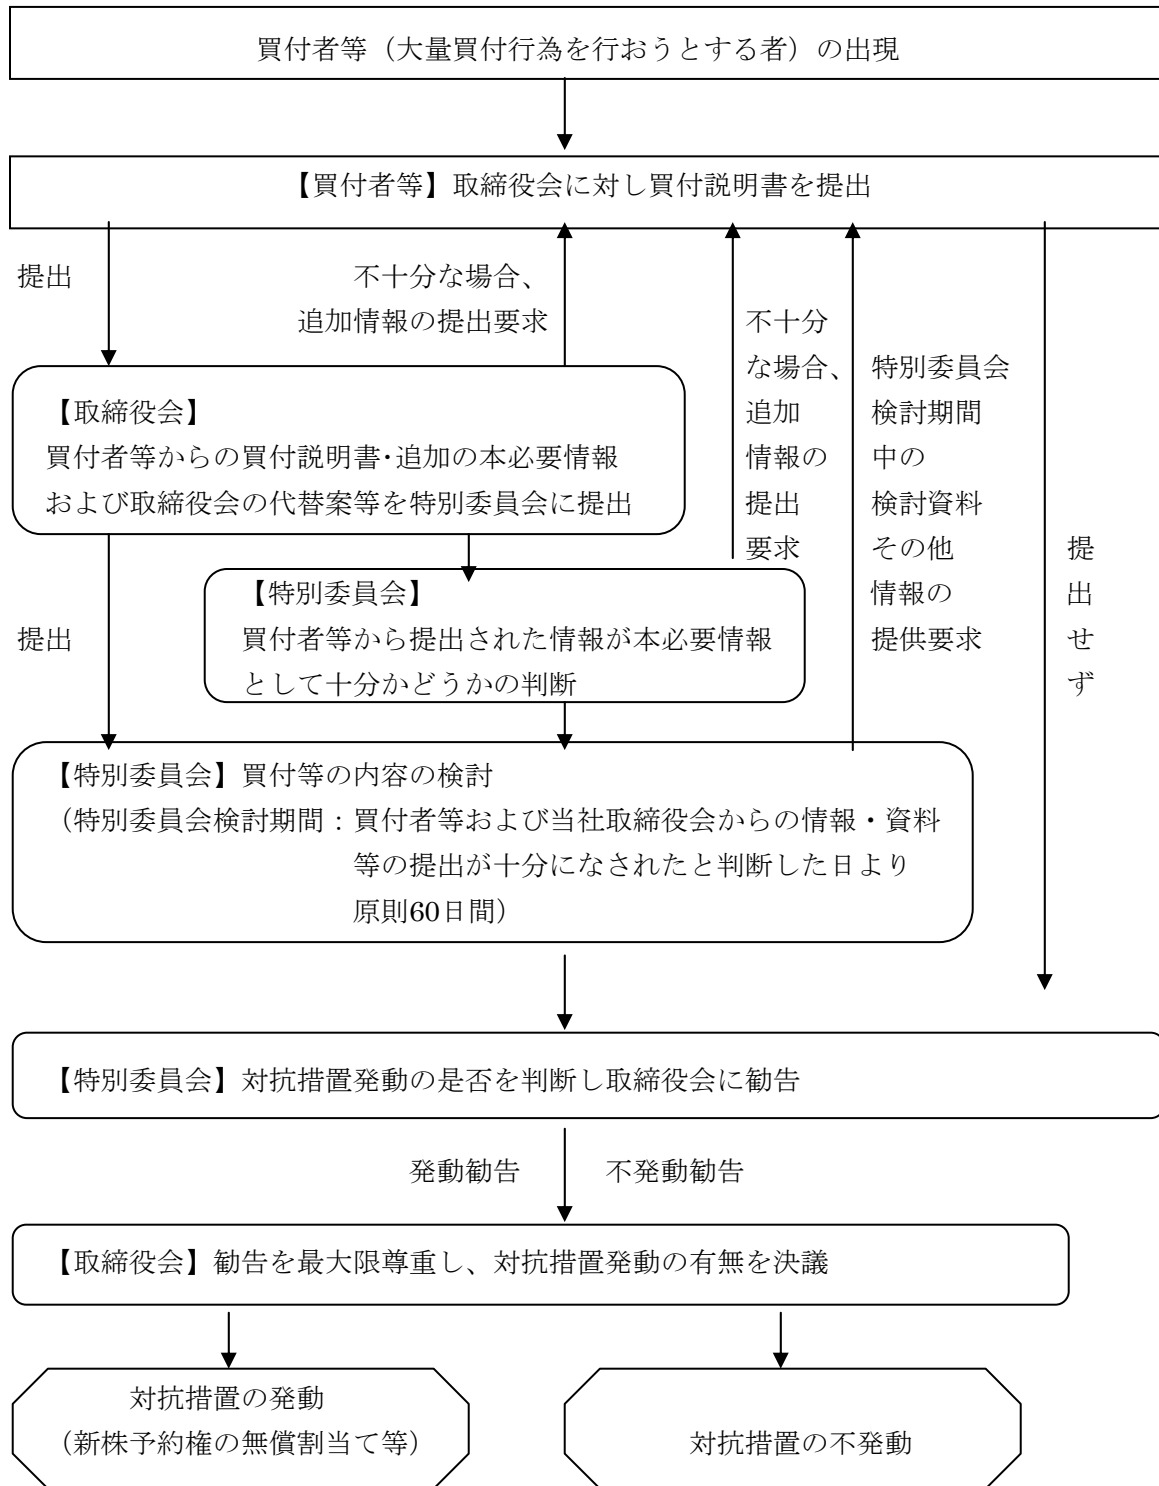 買付者等（大量買付行為を行おうとする者）の出現
【買付者等】取締役会に対し買付説明書を提出
提出
不十分な場合、
追加情報の提出要求
不十分
な場合、
追加
情報の
提出
要求
特別委員会
検討期間
中の
検討資料
その他
情報の
提供要求
提
出
せ
ず
【取締役会】
買付者等からの買付説明書･追加の本必要情報
および取締役会の代替案等を特別委員会に提出
提出
【特別委員会】
買付者等から提出された情報が本必要情報
として十分かどうかの判断
【特別委員会】買付等の内容の検討
（特別委員会検討期間：買付者等および当社取締役会からの情報・資料
等の提出が十分になされたと判断した日より
原則60日間）
【特別委員会】対抗措置発動の是否を判断し取締役会に勧告
発動勧告
不発動勧告
【取締役会】勧告を最大限尊重し、対抗措置発動の有無を決議
対抗措置の発動
（新株予約権の無償割当て等）
対抗措置の不発動